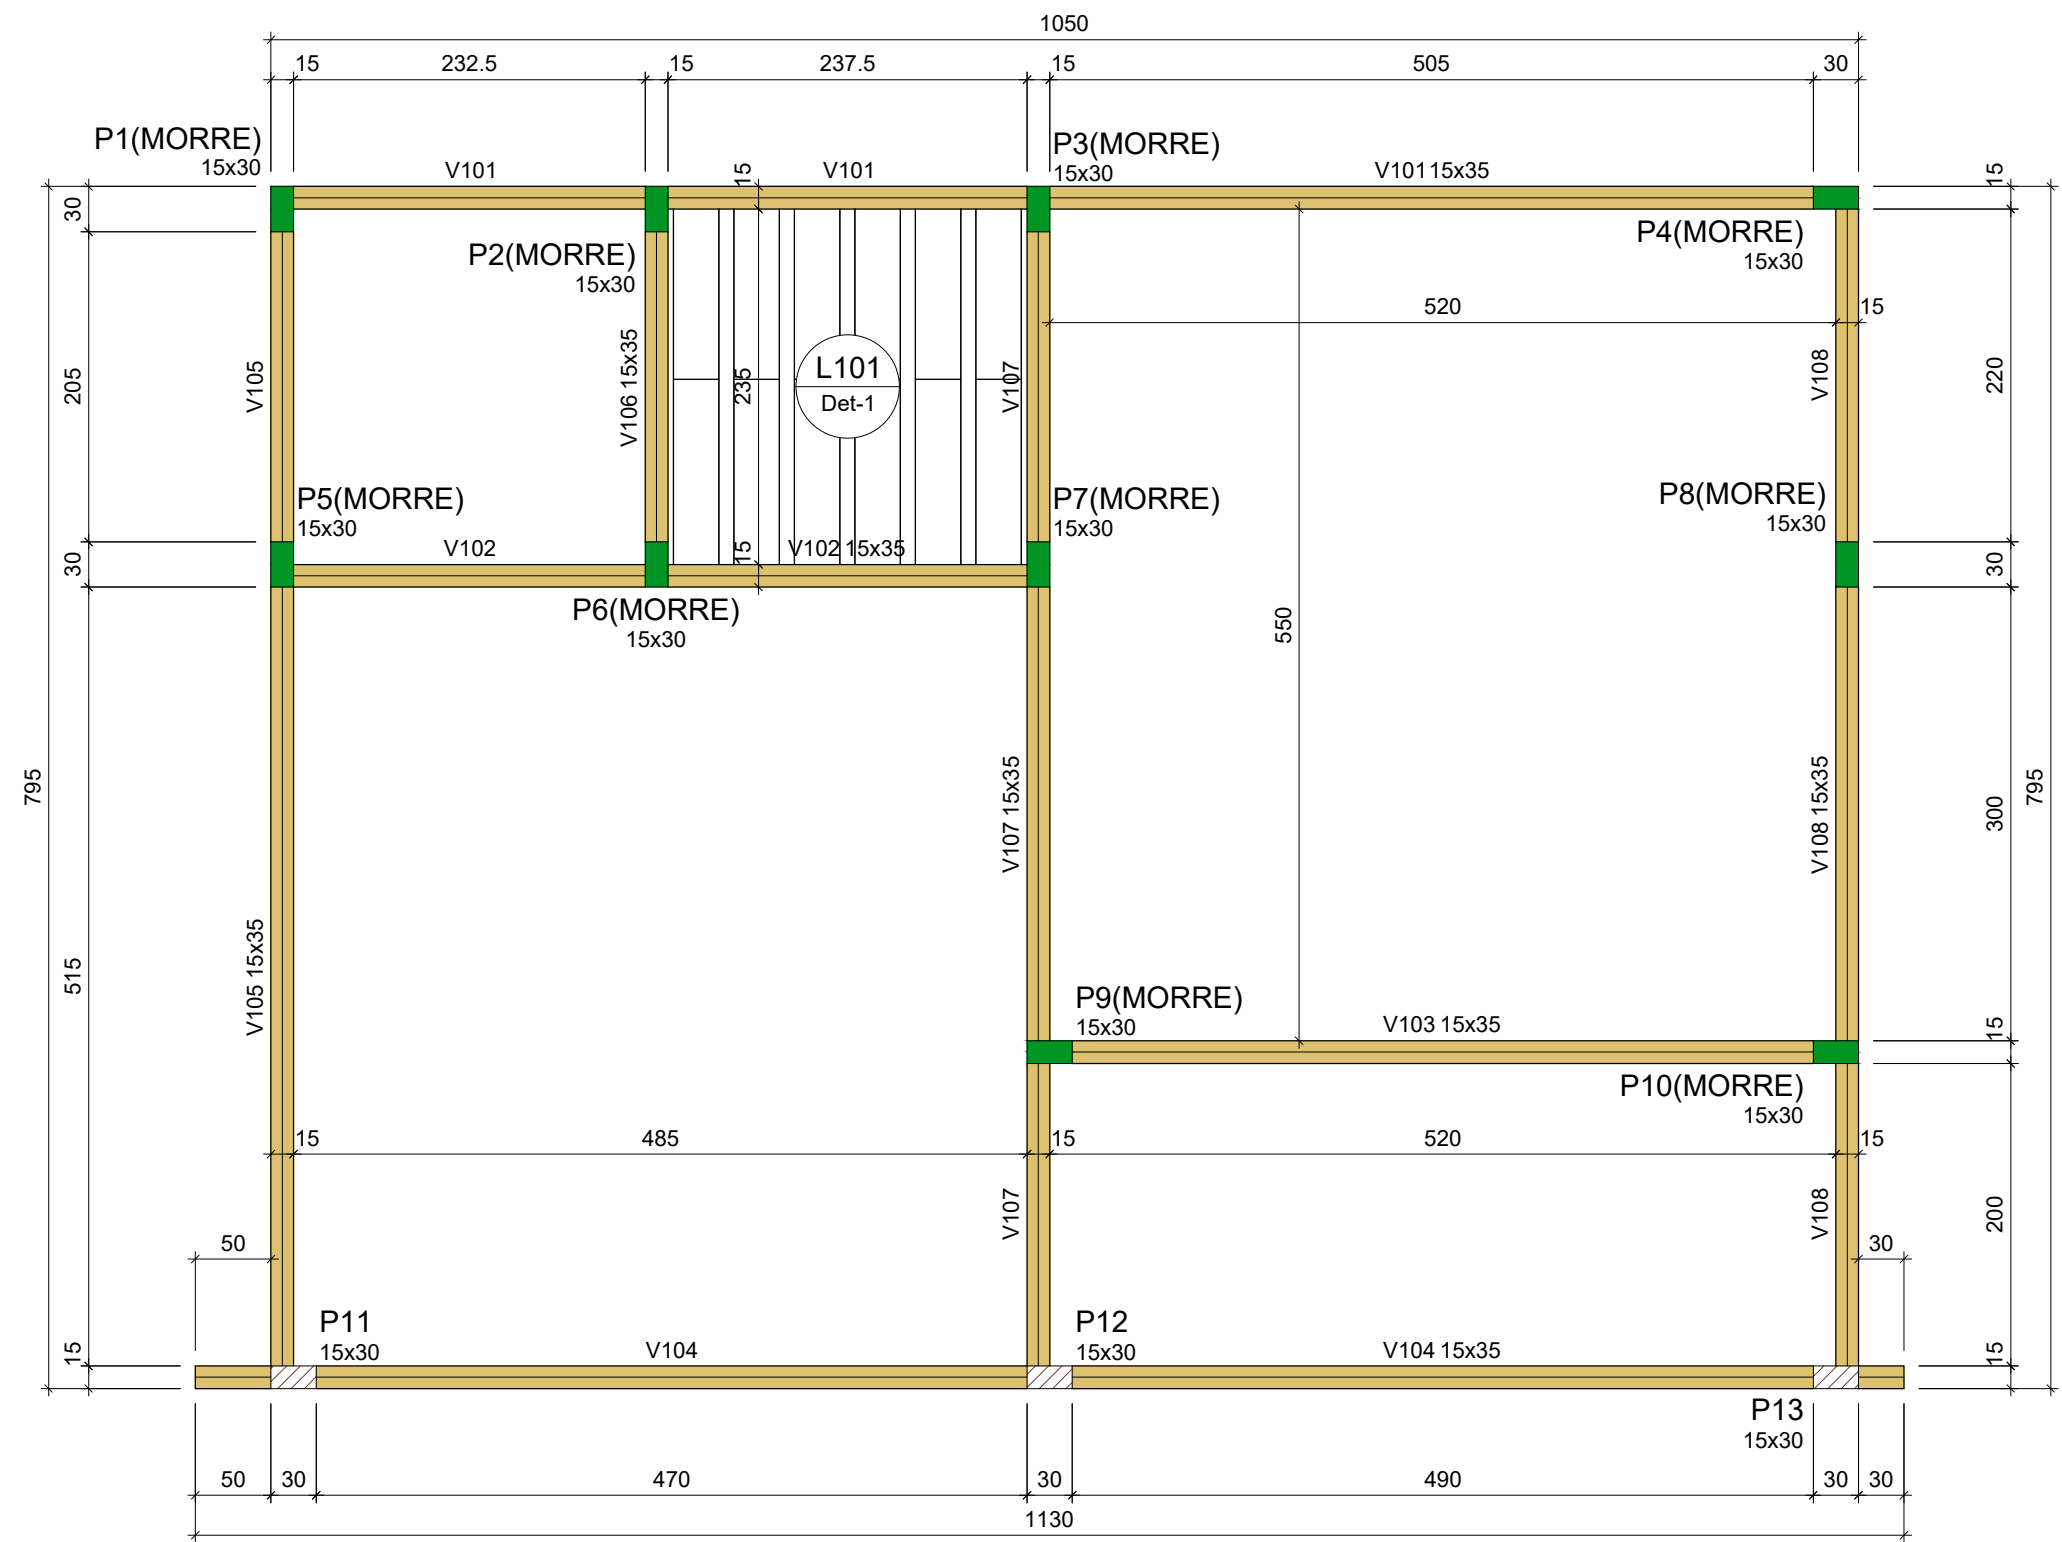 1050
15 232.5 15 237.5 15 505 30
P1(MORRE)
15x30
P3(MORRE)
15x30
V101
V101
V101 15x35
15
15
30
P2(MORRE)
15x30
P4(MORRE)
15x30
520
15
205
V105
V106 15x35
235
L101
Det-1
V107
V108
220
P5(MORRE)
15x30
P7(MORRE)
15x30
P8(MORRE)
15x30
V102
15
V102 15x35
30
30
P6(MORRE)
15x30
550
795
V107 15x35
V108 15x35
300
795
515
V105 15x35
P9(MORRE)
15x30
V103 15x35
15
P10(MORRE)
15x30
15 485 15 520 15
V107
V108
200
50
30
P11
15x30
V104
P12
15x30
V104 15x35
15
15
P13
15x30
50 30 470 30 490 30 30
1130